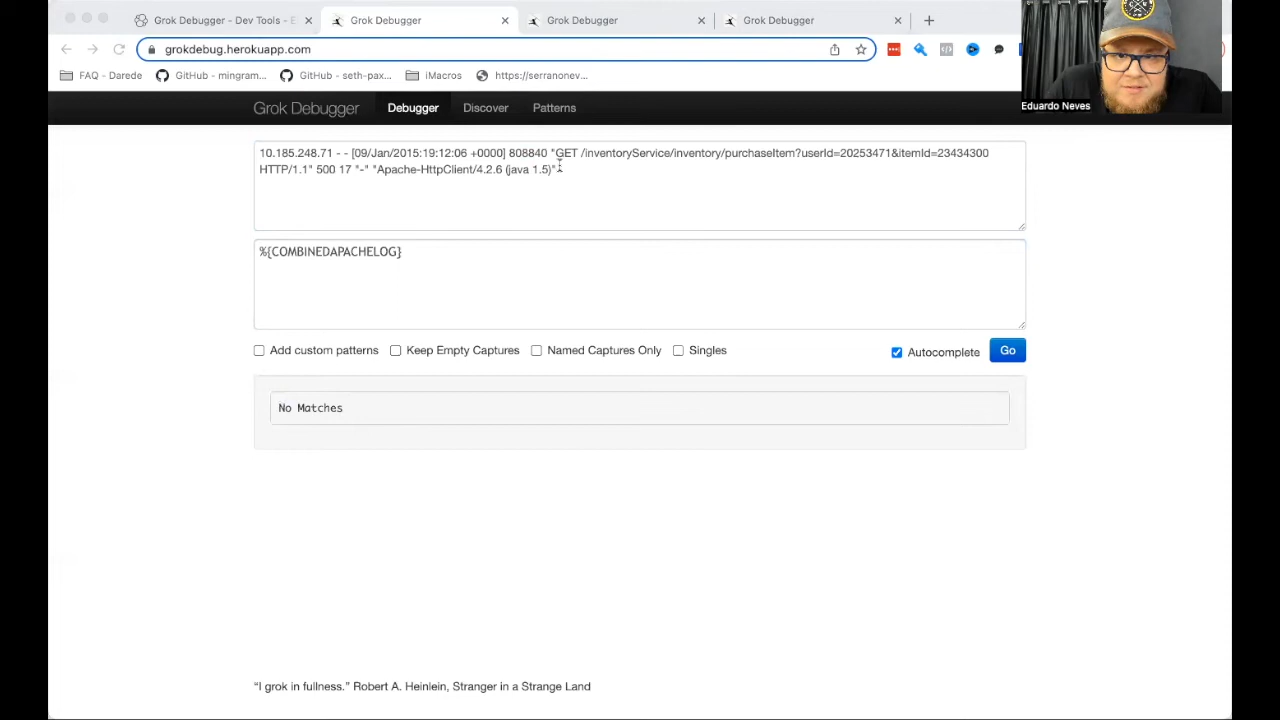 Grok Debugger - Dev Tools - E
Grok Debugger
Grok Debugger
Grok Debugger
grokdebug.herokuapp.com
FAQ - Darede
GitHub - mingram...
GitHub - seth-pax...
iMacros
https://serranonev...
Eduardo Neves
Grok Debugger
Debugger
Discover
Patterns
10.185.248.71 - - [09/Jan/2015:19:12:06 +0000] 808840 "GET /inventoryService/inventory/purchaseItem?userId=20253471&itemId=23434300
HTTP/1.1" 500 17 "-" "Apache-HttpClient/4.2.6 (java 1.5)"
%{COMBINEDAPACHELOG}
Add custom patterns
Keep Empty Captures
Named Captures Only
Singles
Autocomplete
Go
No Matches
“I grok in fullness.” Robert A. Heinlein, Stranger in a Strange Land